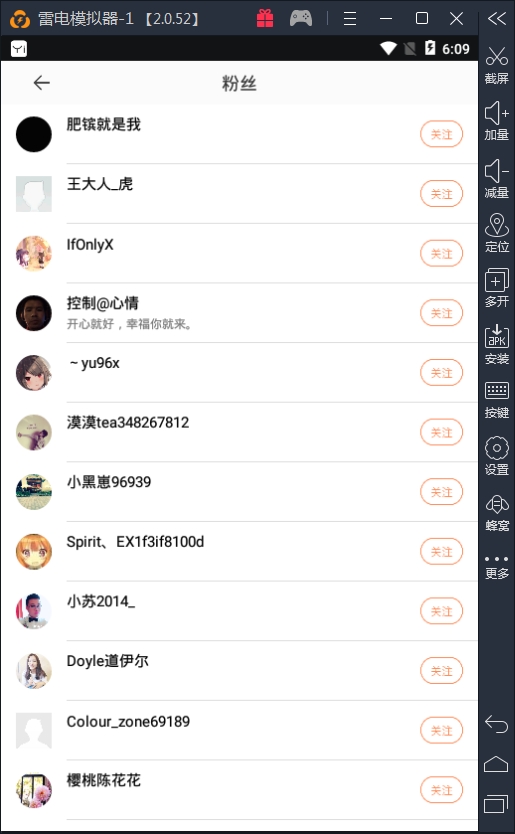 雷电模拟器-1 【2.0.52】
6:09
粉丝
肥镔就是我
关注
王大人_虎
关注
IfOnlyX
关注
控制@心情
开心就好，幸福你就来。
关注
~yu96x
关注
漠漠tea348267812
关注
小黑崽96939
关注
Spirit、EX1f3if8100d
关注
小苏2014_
关注
Doyle道伊尔
关注
Colour_zone69189
关注
樱桃陈花花
关注
截屏
加量
减量
定位
多开
APK
安装
按键
设置
蜂窝
更多